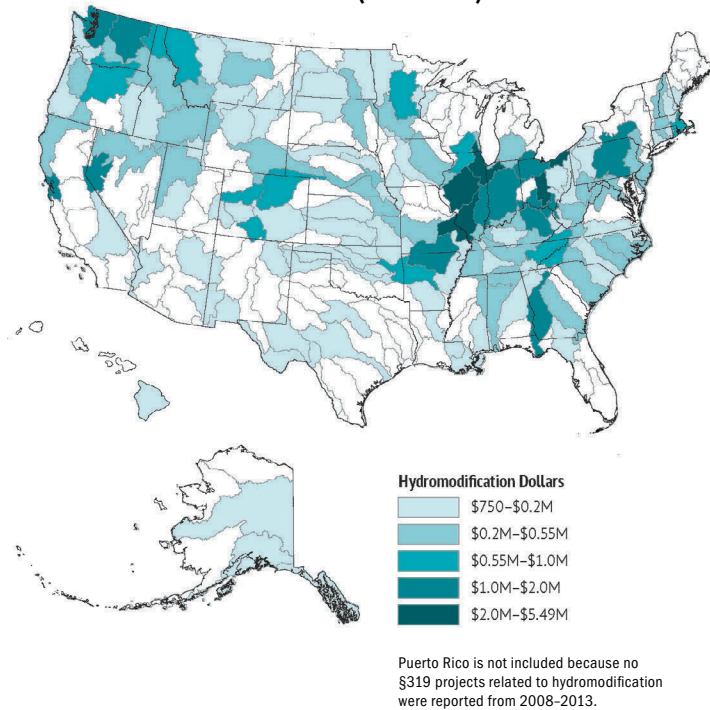 Hydromodification Dollars
$750–$0.2M
$0.2M–$0.55M
$0.55M–$1.0M
$1.0M–$2.0M
$2.0M–$5.49M
Puerto Rico is not included because no
§319 projects related to hydromodification
were reported from 2008–2013.